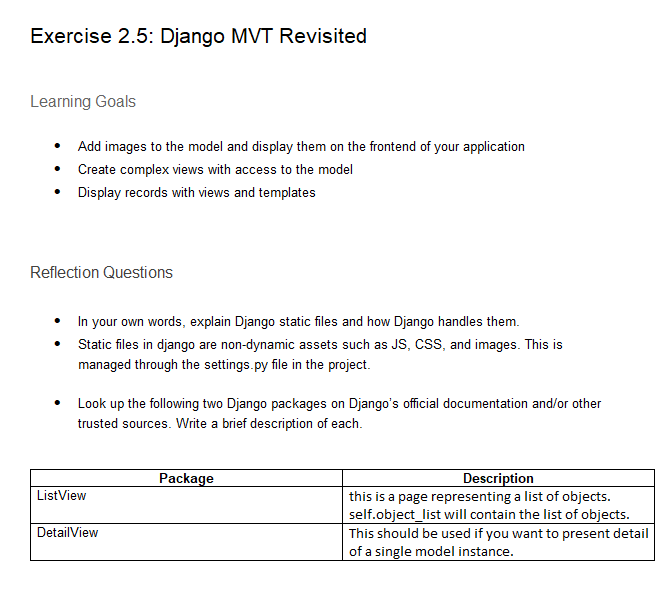 Exercise 2.5: Django MVT Revisited
Learning Goals
• Add images to the model and display them on the frontend of your application
• Create complex views with access to the model
• Display records with views and templates
Reflection Questions
• In your own words, explain Django static files and how Django handles them.
• Static files in django are non-dynamic assets such as JS, CSS, and images. This is
managed through the settings.py file in the project.
• Look up the following two Django packages on Django's official documentation and/or other
trusted sources. Write a brief description of each.
Package Description
ListView this is a page representing a list of objects.
self.object_list will contain the list of objects.
DetailView This should be used if you want to present detail
of a single model instance.